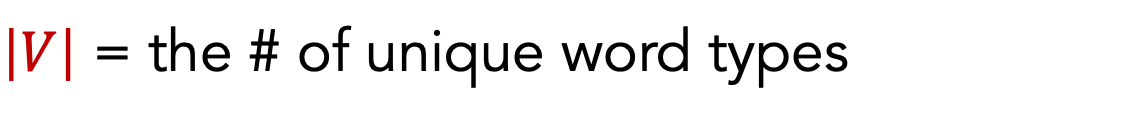 |V| = the # of unique word types